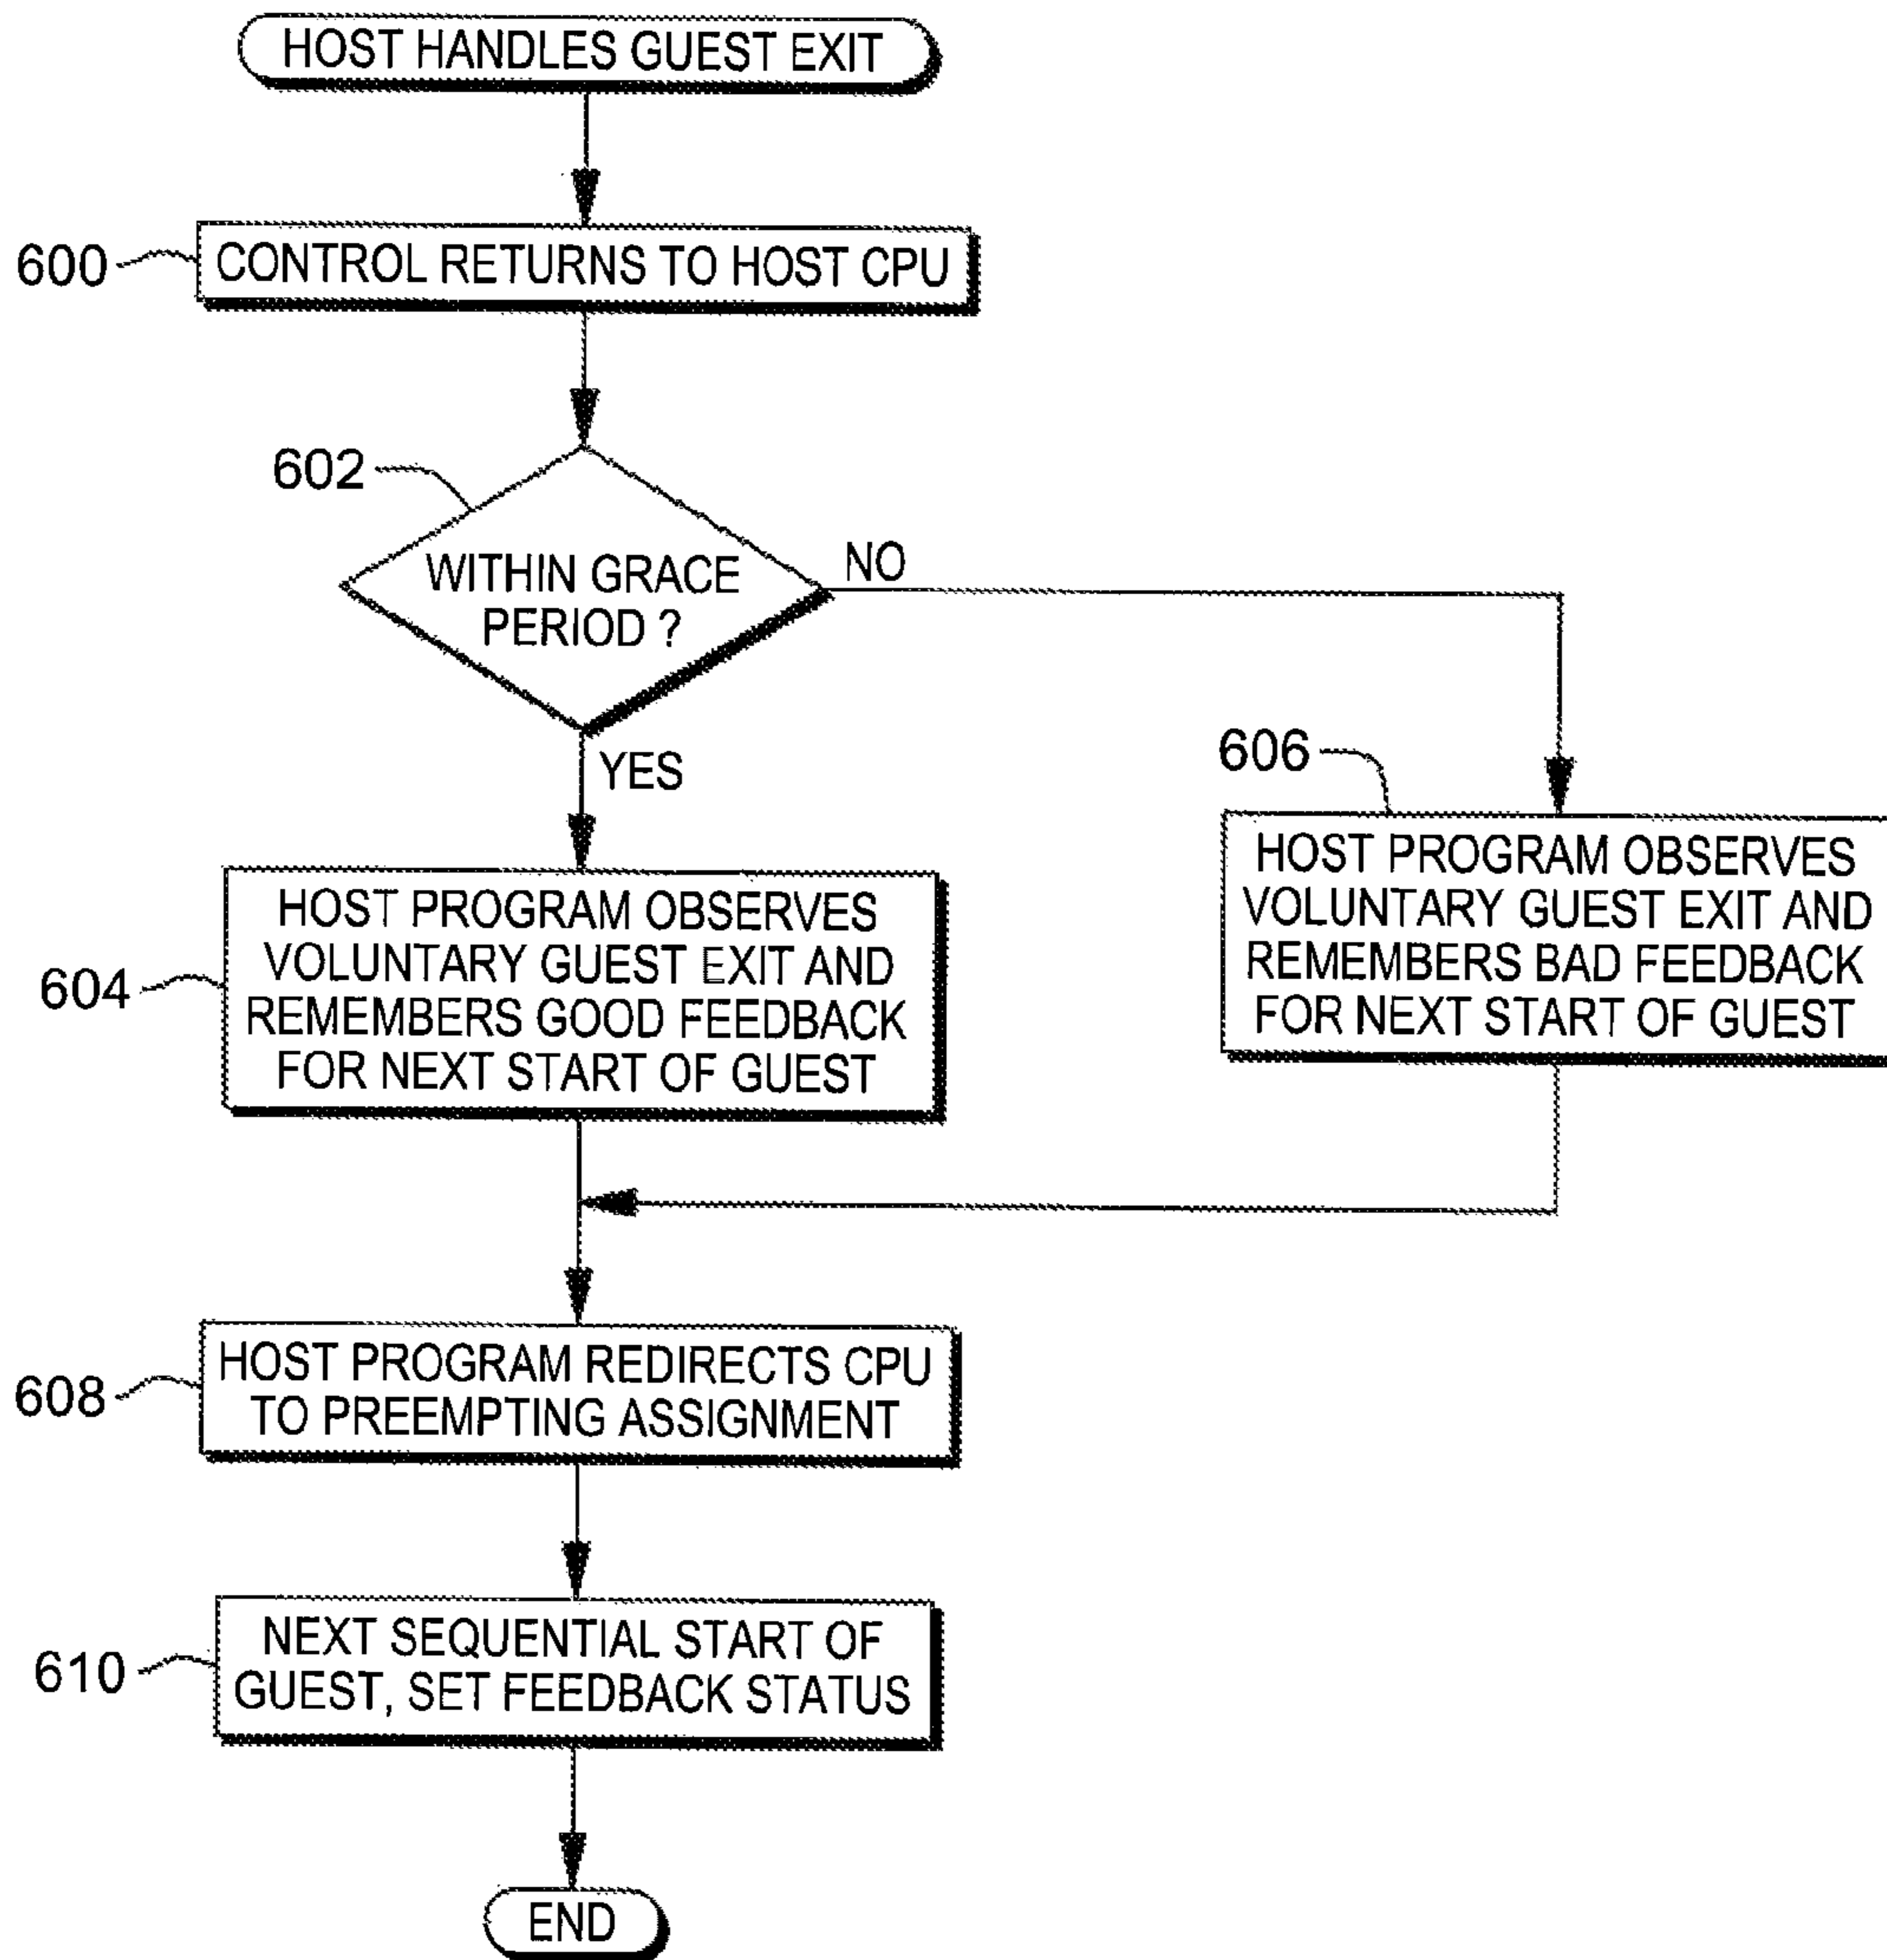 HOST HANDLES GUEST EXIT
600
CONTROL RETURNS TO HOST CPU
602
WITHIN GRACE
PERIOD ?
NO
YES
604
HOST PROGRAM OBSERVES
VOLUNTARY GUEST EXIT AND
REMEMBERS GOOD FEEDBACK
FOR NEXT START OF GUEST
606
HOST PROGRAM OBSERVES
VOLUNTARY GUEST EXIT AND
REMEMBERS BAD FEEDBACK
FOR NEXT START OF GUEST
608
HOST PROGRAM REDIRECTS CPU
TO PREEMPTING ASSIGNMENT
610
NEXT SEQUENTIAL START OF
GUEST, SET FEEDBACK STATUS
END